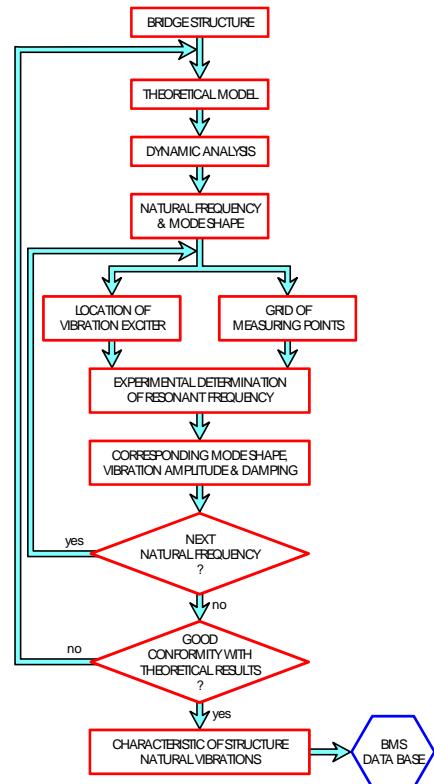 BRIDGE STRUCTURE
THEORETICAL MODEL
DYNAMIC ANALYSIS
NATURAL FREQUENCY
& MODE SHAPE
LOCATION OF
VIBRATION EXCITER
GRID OF
MEASURING POINTS
EXPERIMENTAL DETERMINATION
OF RESONANT FREQUENCY
CORRESPONDING MODE SHAPE,
VIBRATION AMPLITUDE & DAMPING
yes
NEXT
NATURAL FREQUENCY
?
no
no
GOOD
CONFORMITY WITH
THEORETICAL RESULTS
?
yes
CHARACTERISTIC OF STRUCTURE
NATURAL VIBRATIONS
BMS
DATA BASE